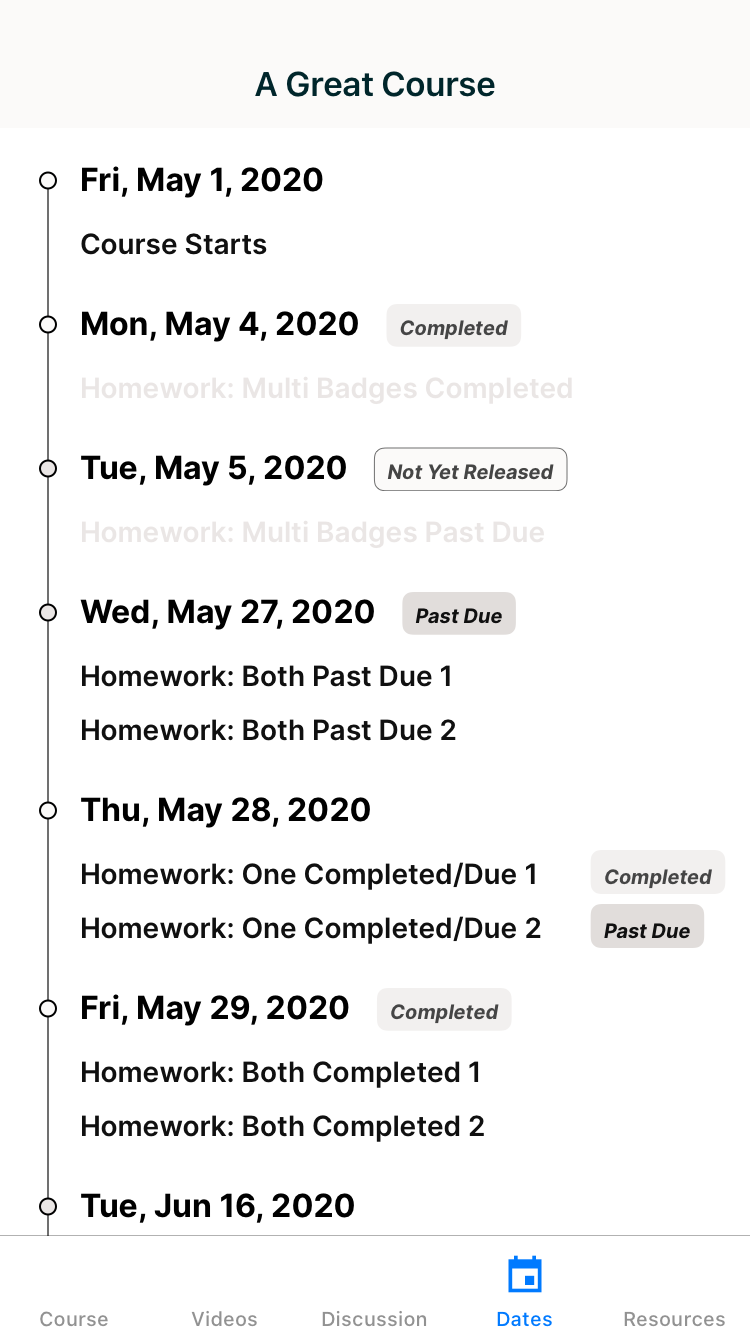 A Great Course
Fri, May 1, 2020
Course Starts
Mon, May 4, 2020 Completed
Homework: Multi Badges Completed
Tue, May 5, 2020 Not Yet Released
Homework: Multi Badges Past Due
Wed, May 27, 2020 Past Due
Homework: Both Past Due 1
Homework: Both Past Due 2
Thu, May 28, 2020
Homework: One Completed/Due 1 Completed
Homework: One Completed/Due 2 Past Due
Fri, May 29, 2020 Completed
Homework: Both Completed 1
Homework: Both Completed 2
Tue, Jun 16, 2020
Course Videos Discussion Dates Resources